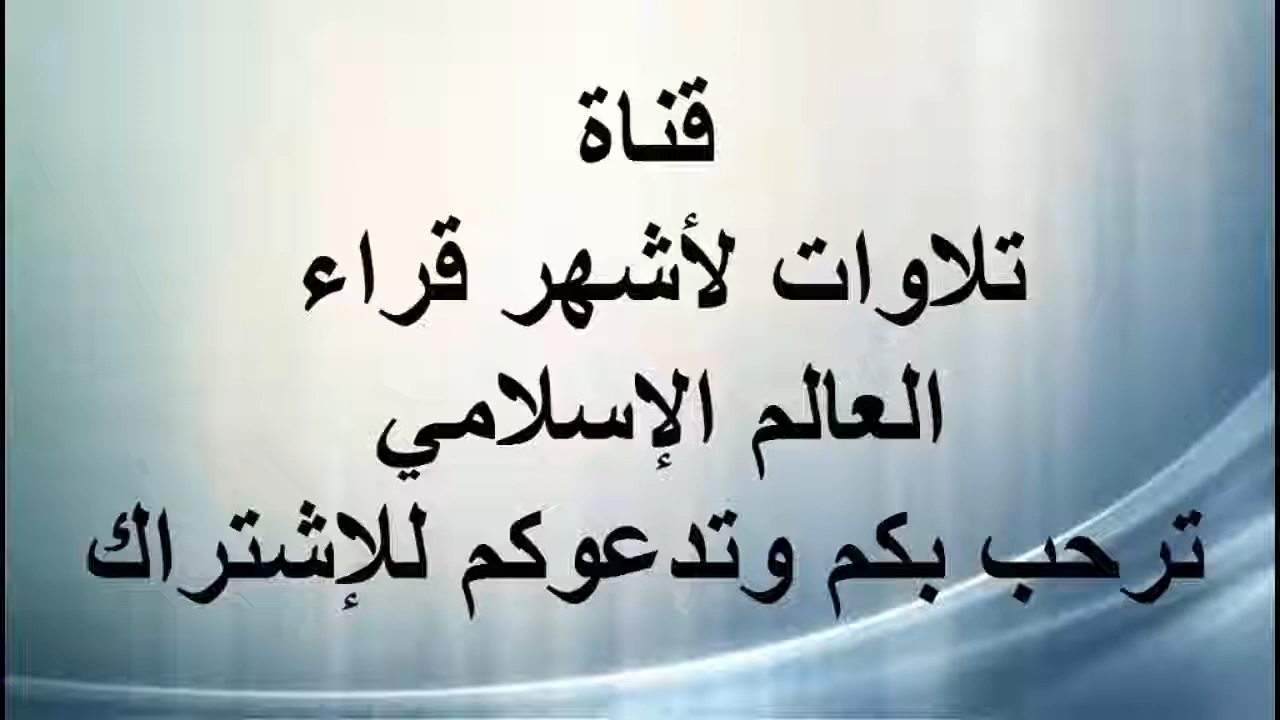 قناة
تلاوات لأشهر قراء
العالم الإسلامي
ترحب بكم وتدعوكم للإشتراك